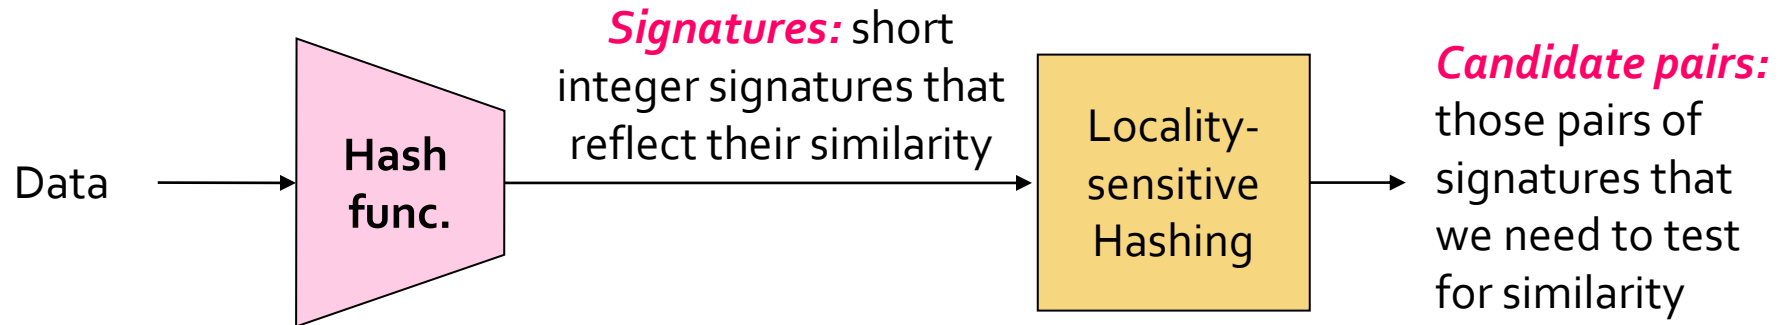 Data
Hash
func.
Signatures: short
integer signatures that
reflect their similarity
Locality-
sensitive
Hashing
Candidate pairs:
those pairs of
signatures that
we need to test
for similarity